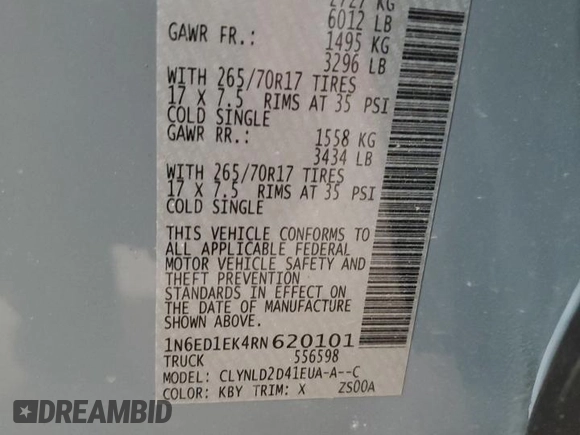 2727 KG
6012 LB
GAWR FR.: 1495 KG
3296 LB
WITH 265/70R17 TIRES
17 X 7.5 RIMS AT 35 PSI
COLD SINGLE
GAWR RR.: 1558 KG
3434 LB
WITH 265/70R17 TIRES
17 X 7.5 RIMS AT 35 PSI
COLD SINGLE
THIS VEHICLE CONFORMS TO
ALL APPLICABLE FEDERAL
MOTOR VEHICLE SAFETY AND
THEFT PREVENTION
STANDARDS IN EFFECT ON
THE DATE OF MANUFACTURE
SHOWN ABOVE.
1N6ED1EK4RN620101
TRUCK 556598
MODEL: CLYNLD2D41EUA-A--C
COLOR: KBY TRIM: X ZS00A
DREAMBID